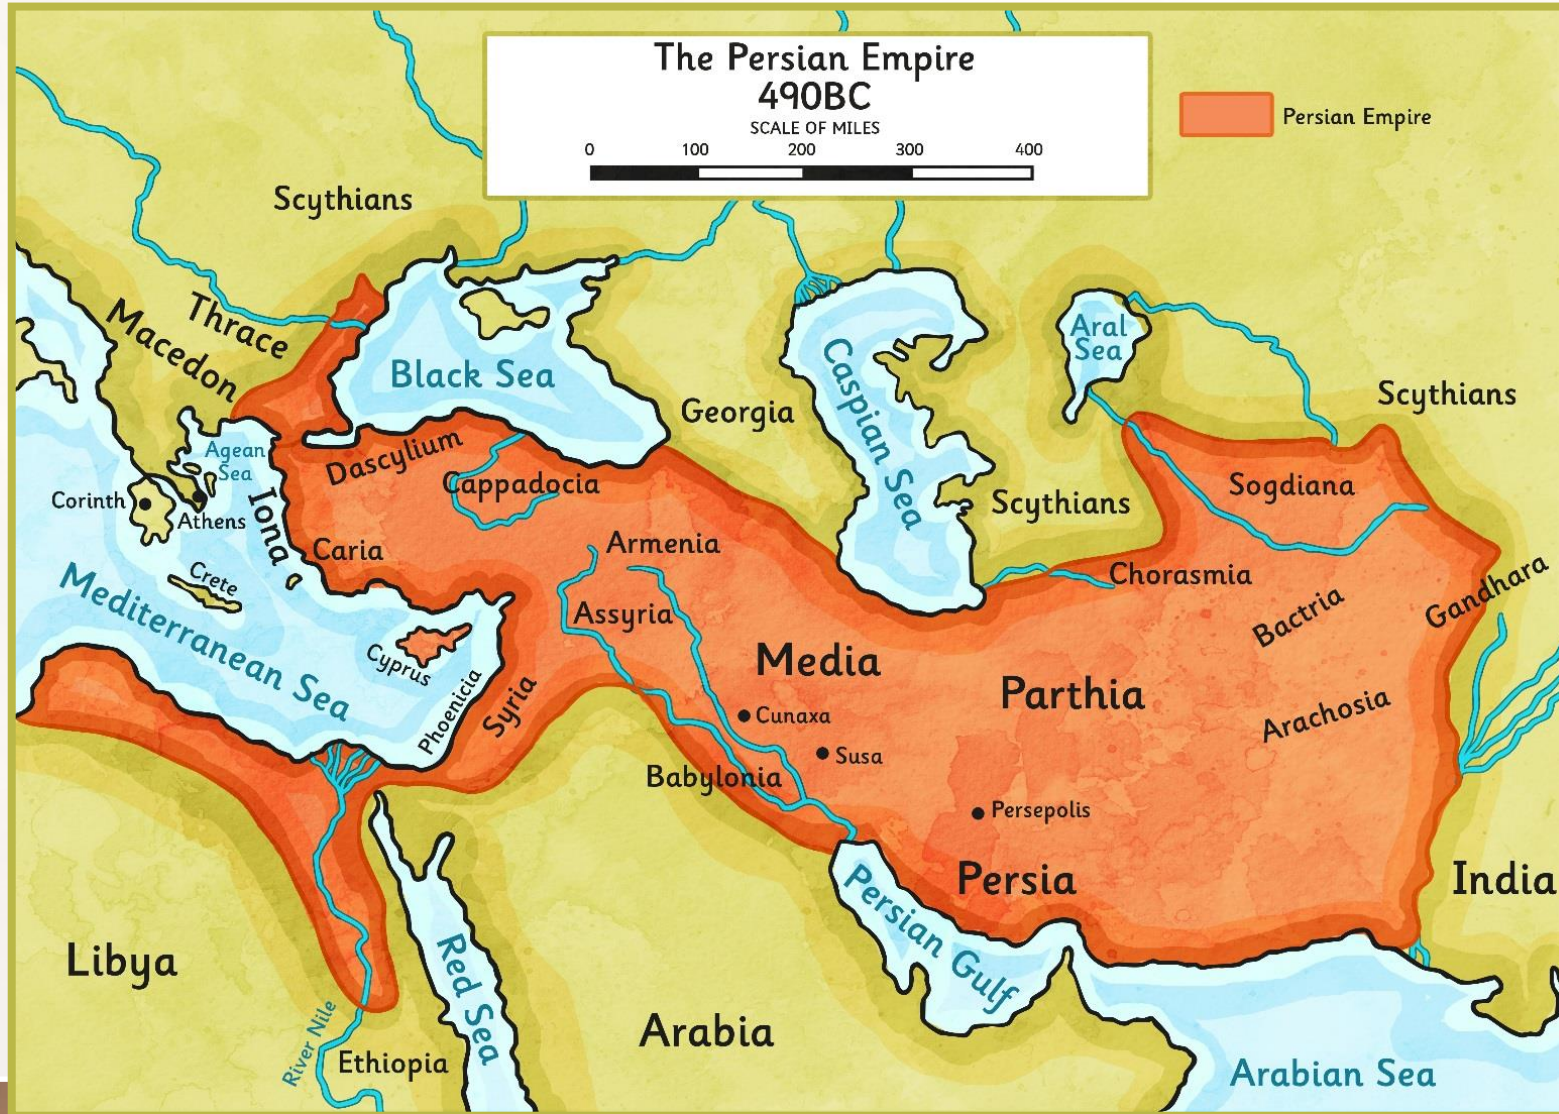 The Persian Empire
490BC
SCALE OF MILES
0 100 200 300 400
Persian Empire
Scythians
Thrace
Macedon
Black Sea
Georgia
Caspian Sea
Aral
Sea
Scythians
Agean
Sea
Corinth
Athens
Iona
Dascylium
Cappadocia
Scythians
Sogdiana
Caria
Armenia
Chorasmia
Crete
Mediterranean Sea
Assyria
Bactria
Gandhara
Cyprus
Phoenicia
Syria
Media
Parthia
Arachosia
Cunaxa
Susa
Babylonia
Persepolis
Persia
India
Persian Gulf
Libya
Red Sea
River Nile
Ethiopia
Arabia
Arabian Sea